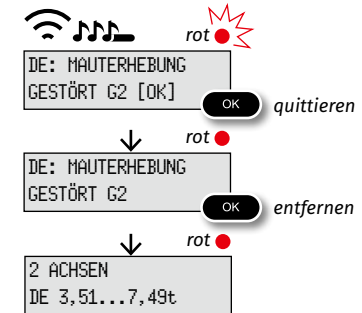 rot
DE: MAUTERHEBUNG
GESTÖRT G2 [OK]
OK quittieren
rot
DE: MAUTERHEBUNG
GESTÖRT G2
OK entfernen
rot
2 ACHSEN
DE 3,51...7,49t